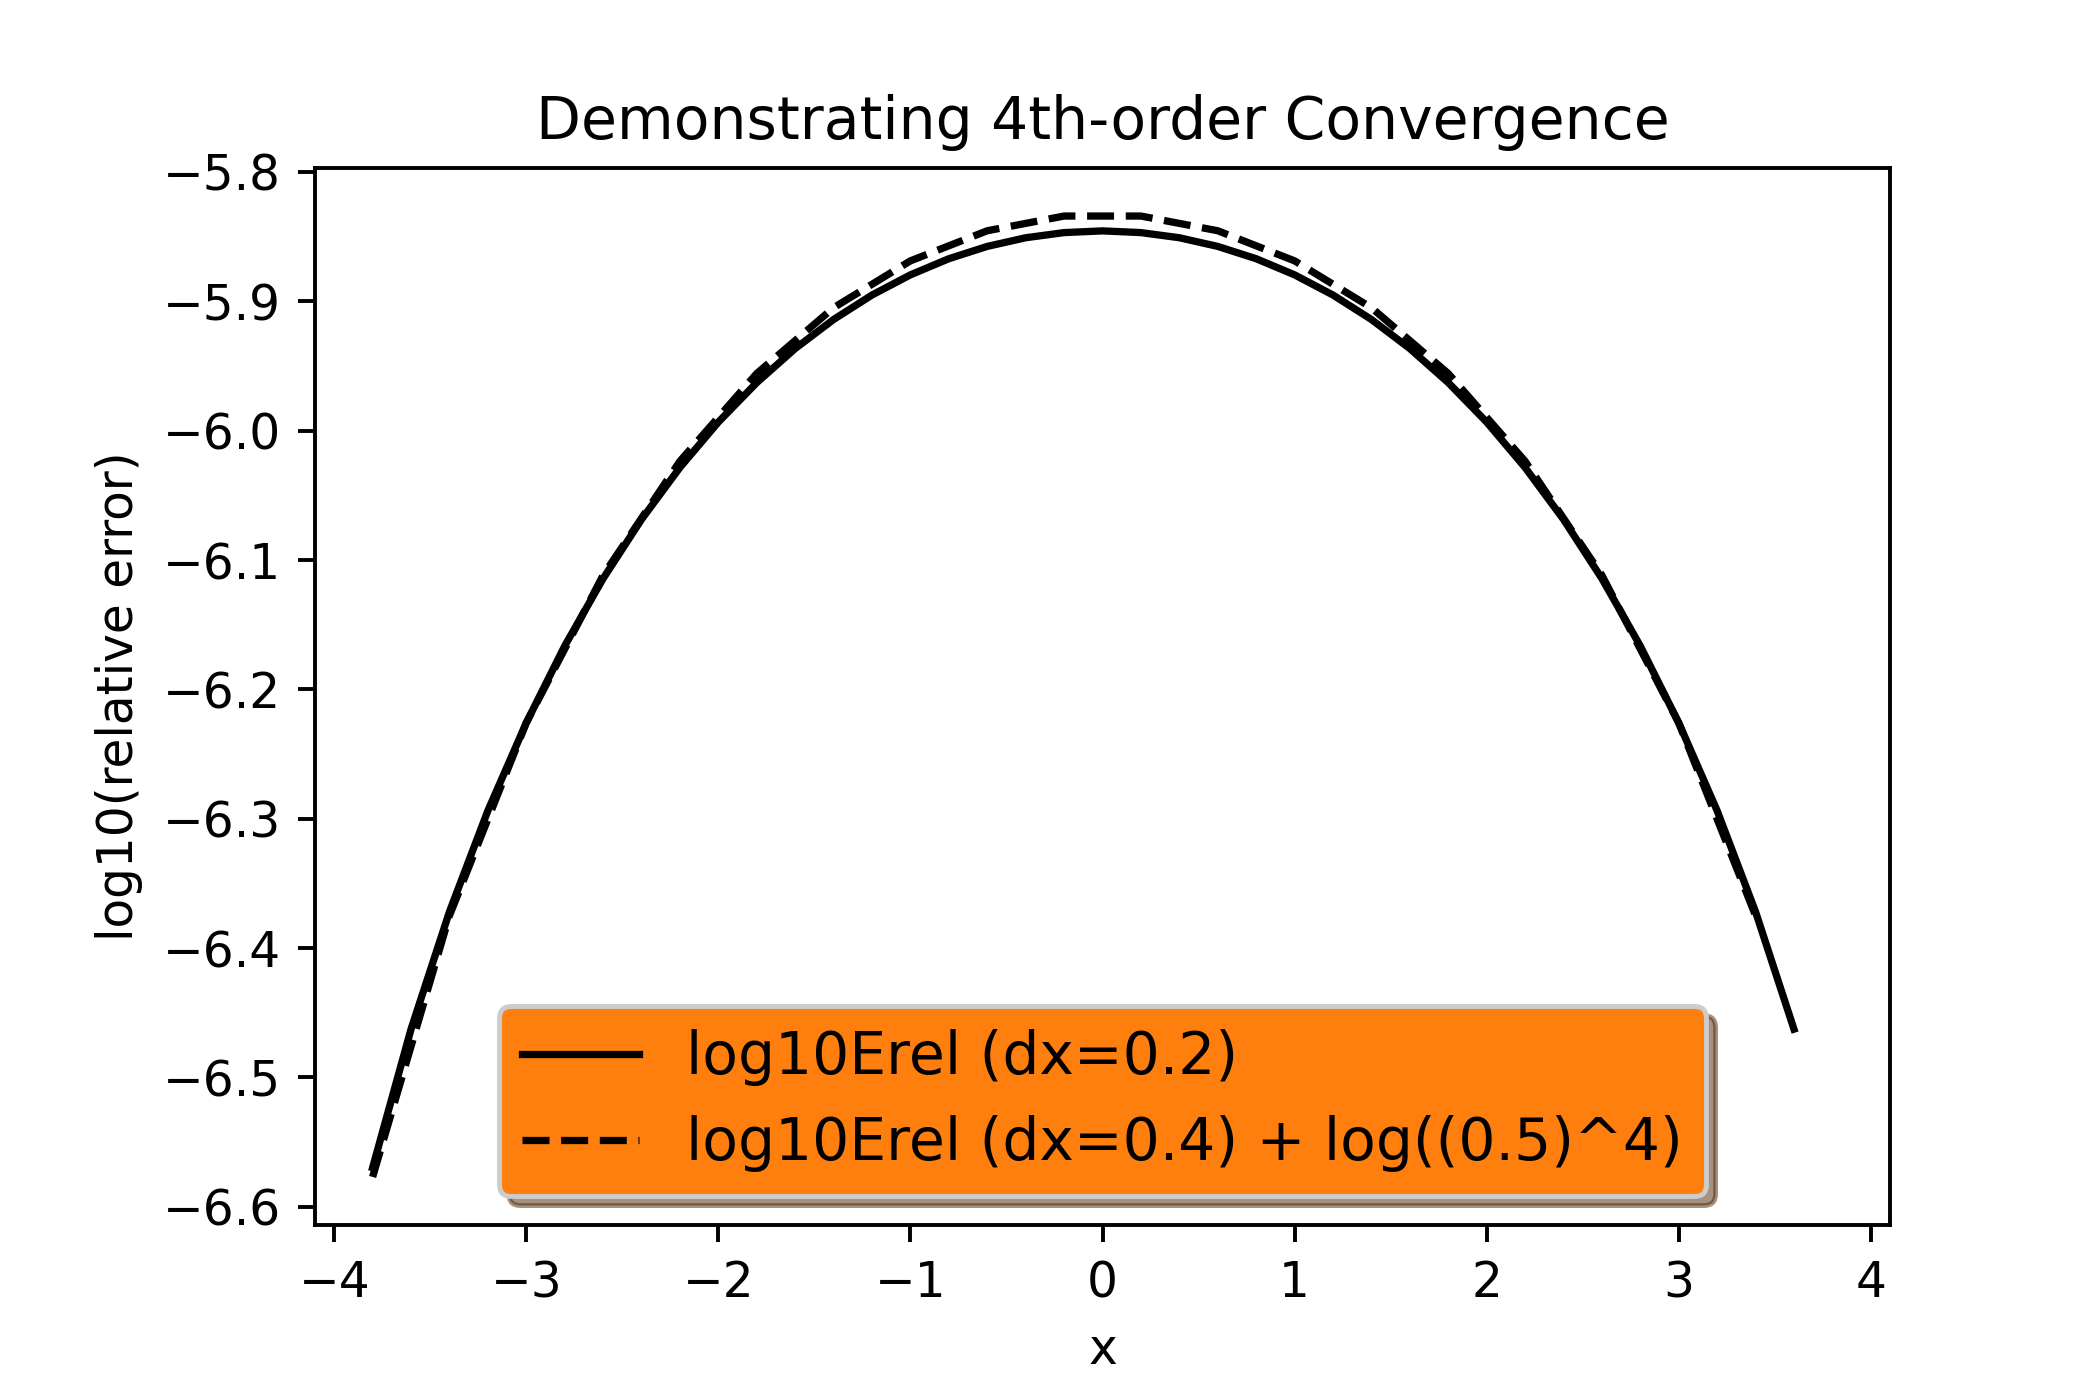 Demonstrating 4th-order Convergence
−5.8
−5.9
−6.0
−6.1
−6.2
−6.3
−6.4
−6.5
−6.6
log10(relative error)
log10Erel (dx=0.2)
log10Erel (dx=0.4) + log((0.5)^4)
−4 −3 −2 −1 0 1 2 3 4
x